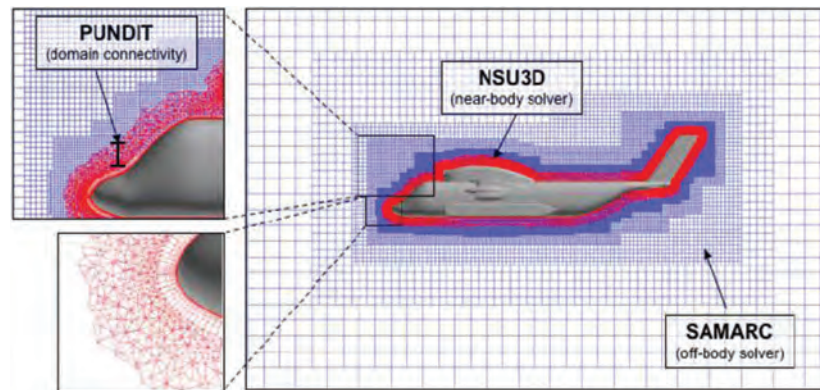 PUNDIT
(domain connectivity)
NSU3D
(near-body solver)
SAMARC
(off-body solver)